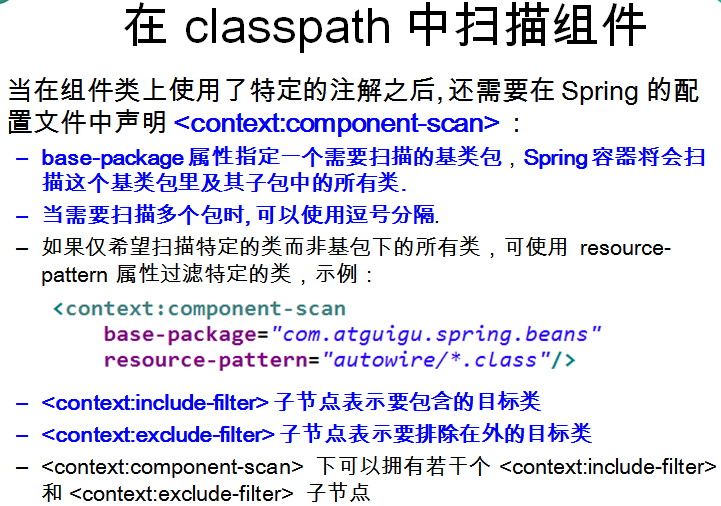 在 classpath 中扫描组件
当在组件类上使用了特定的注解之后, 还需要在 Spring 的配
置文件中声明 <context:component-scan> ：
– base-package 属性指定一个需要扫描的基类包，Spring 容器将会扫
描这个基类包里及其子包中的所有类.
– 当需要扫描多个包时, 可以使用逗号分隔.
– 如果仅希望扫描特定的类而非基包下的所有类，可使用 resource-
pattern 属性过滤特定的类，示例：
<context:component-scan
base-package="com.atguigu.spring.beans"
resource-pattern="autowire/*.class"/>
– <context:include-filter> 子节点表示要包含的目标类
– <context:exclude-filter> 子节点表示要排除在外的目标类
– <context:component-scan> 下可以拥有若干个 <context:include-filter>
和 <context:exclude-filter> 子节点